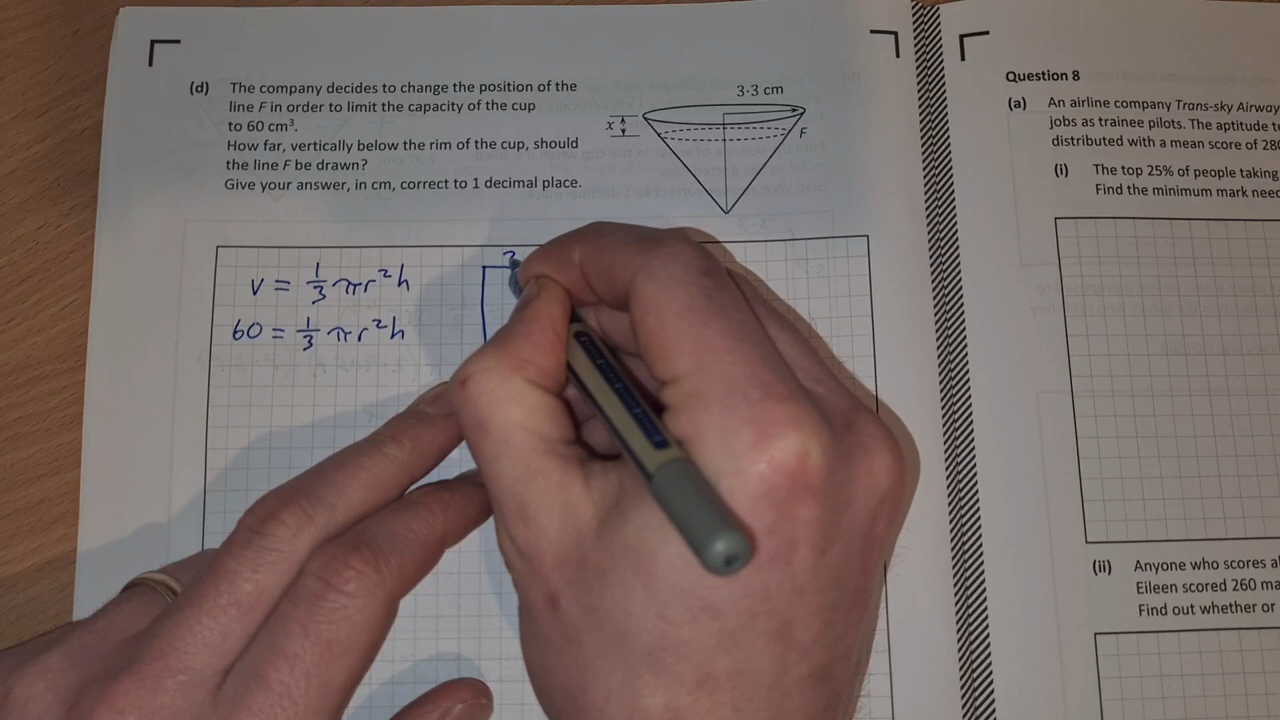 (d) The company decides to change the position of the
line F in order to limit the capacity of the cup
to 60 cm³.
How far, vertically below the rim of the cup, should
the line F be drawn?
Give your answer, in cm, correct to 1 decimal place.
3·3 cm
x
F
V = 1/3 πr²h
60 = 1/3 πr²h
Question 8
(a) An airline company Trans-sky Airway
jobs as trainee pilots. The aptitude
distributed with a mean score of 280
(i) The top 25% of people taking
Find the minimum mark
(ii) Anyone who scores
Eileen scored 260
Find out whether or